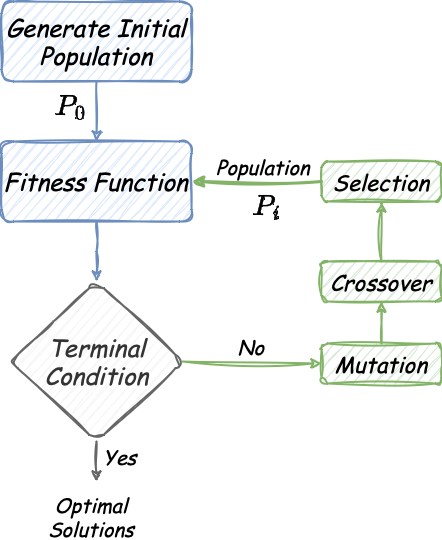 Generate Initial
Population
P₀
Fitness Function
Population
Pᵢ
Selection
Crossover
Terminal
Condition
No
Mutation
Yes
Optimal
Solutions